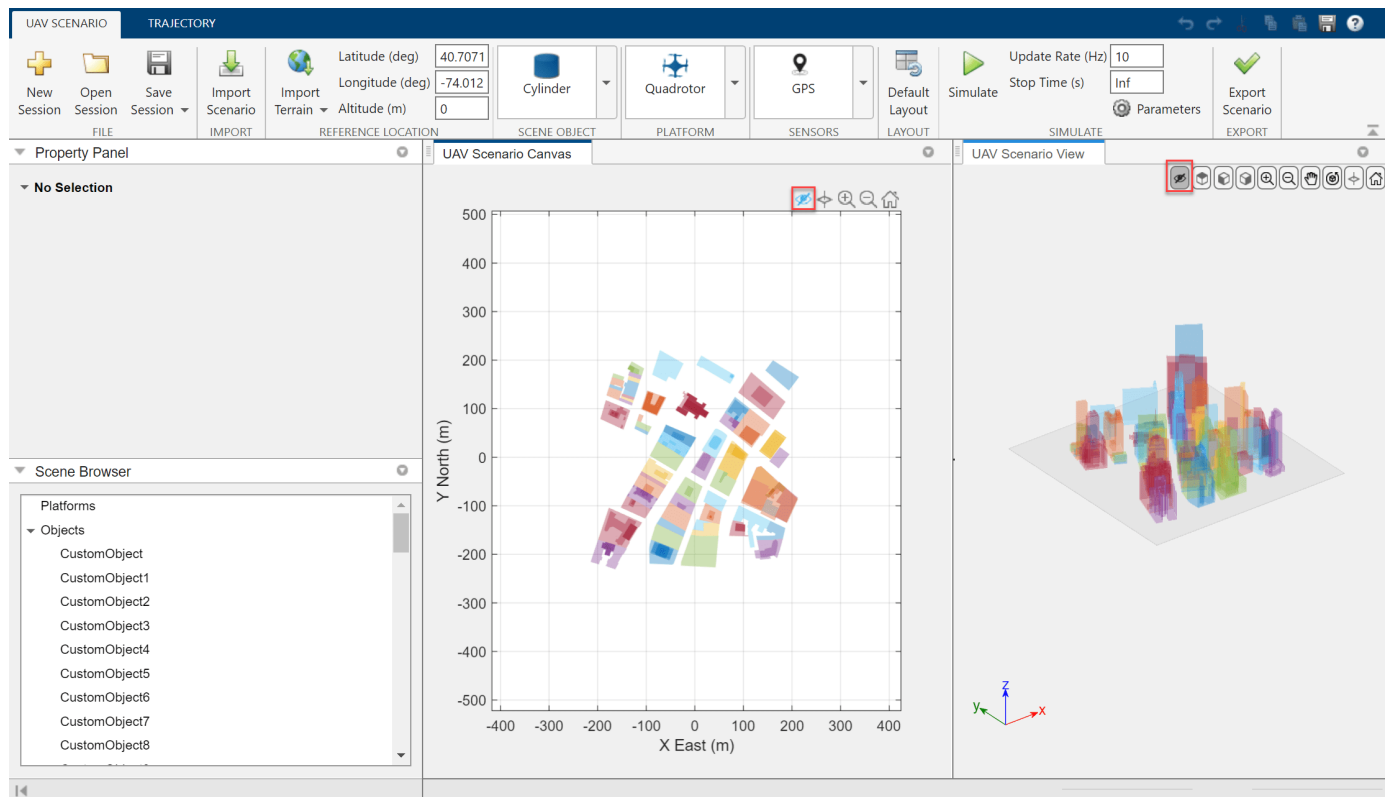 UAV SCENARIO
TRAJECTORY
New Session
Open Session
Save Session
FILE
Import Scenario
IMPORT
Import Terrain
Latitude (deg) 40.7071
Longitude (deg) -74.012
Altitude (m) 0
REFERENCE LOCATION
Cylinder
SCENE OBJECT
Quadrotor
PLATFORM
GPS
SENSORS
Default Layout
LAYOUT
Simulate
Update Rate (Hz) 10
Stop Time (s) Inf
Parameters
SIMULATE
Export Scenario
EXPORT
Property Panel
No Selection
Scene Browser
Platforms
Objects
CustomObject
CustomObject1
CustomObject2
CustomObject3
CustomObject4
CustomObject5
CustomObject6
CustomObject7
CustomObject8
UAV Scenario Canvas
500
400
300
200
100
0
-100
-200
-300
-400
-500
Y North (m)
-400 -300 -200 -100 0 100 200 300 400
X East (m)
UAV Scenario View
Z
y
x